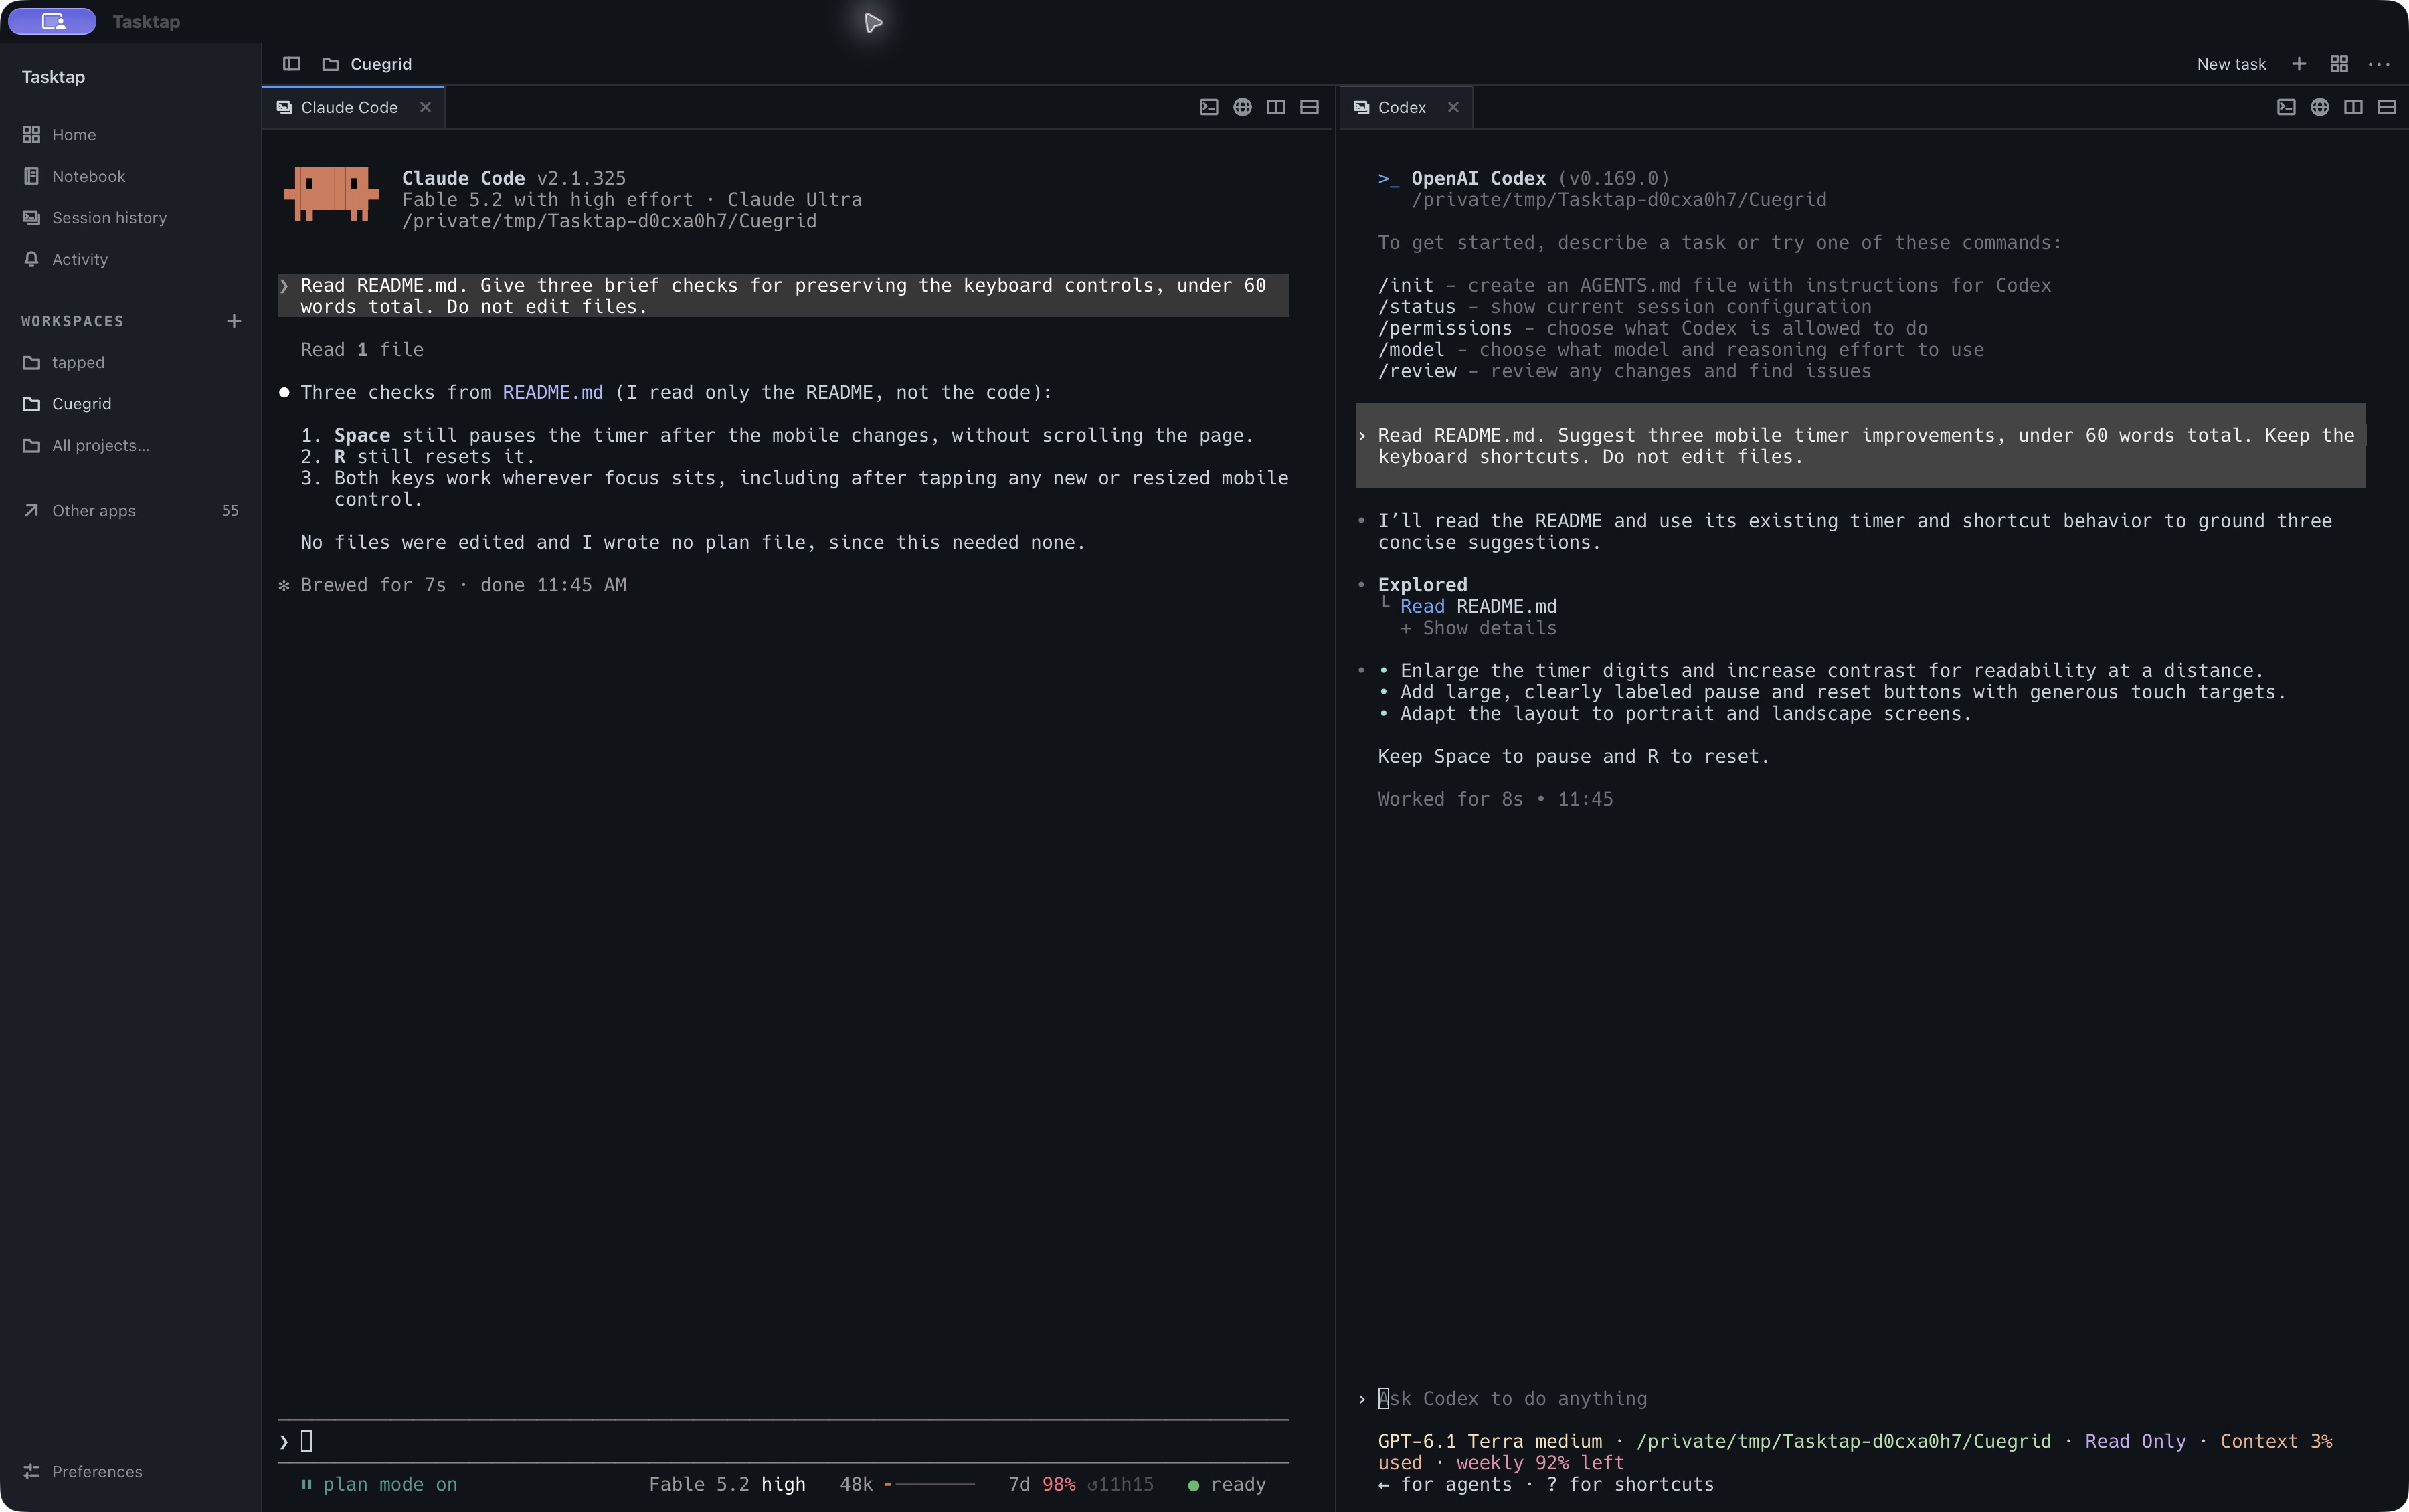 Tasktap
Tasktap
Home
Notebook
Session history
Activity
WORKSPACES
tapped
Cuegrid
All projects...
Other apps 55
Preferences
Cuegrid
New task
Claude Code
Claude Code v2.1.325
Fable 5.2 with high effort · Claude Ultra
/private/tmp/Tasktap-d0cxa0h7/Cuegrid
❯ Read README.md. Give three brief checks for preserving the keyboard controls, under 60
words total. Do not edit files.
Read 1 file
● Three checks from README.md (I read only the README, not the code):
1. Space still pauses the timer after the mobile changes, without scrolling the page.
2. R still resets it.
3. Both keys work wherever focus sits, including after tapping any new or resized mobile
control.
No files were edited and I wrote no plan file, since this needed none.
✻ Brewed for 7s · done 11:45 AM
❯
plan mode on Fable 5.2 high 48k 7d 98% ↺11h15 ● ready
Codex
>_ OpenAI Codex (v0.169.0)
/private/tmp/Tasktap-d0cxa0h7/Cuegrid
To get started, describe a task or try one of these commands:
/init - create an AGENTS.md file with instructions for Codex
/status - show current session configuration
/permissions - choose what Codex is allowed to do
/model - choose what model and reasoning effort to use
/review - review any changes and find issues
› Read README.md. Suggest three mobile timer improvements, under 60 words total. Keep the
keyboard shortcuts. Do not edit files.
• I’ll read the README and use its existing timer and shortcut behavior to ground three
concise suggestions.
• Explored
└ Read README.md
+ Show details
• • Enlarge the timer digits and increase contrast for readability at a distance.
• Add large, clearly labeled pause and reset buttons with generous touch targets.
• Adapt the layout to portrait and landscape screens.
Keep Space to pause and R to reset.
Worked for 8s • 11:45
› Ask Codex to do anything
GPT-6.1 Terra medium · /private/tmp/Tasktap-d0cxa0h7/Cuegrid · Read Only · Context 3%
used · weekly 92% left
← for agents · ? for shortcuts